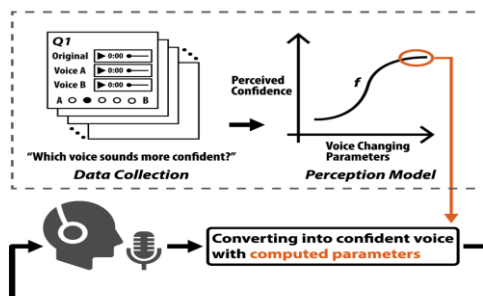 Q1
Original 0:00
Voice A 0:00
Voice B 0:00
A B
"Which voice sounds more confident?"
Data Collection
Perceived
Confidence
f
Voice Changing
Parameters
Perception Model
Converting into confident voice
with computed parameters